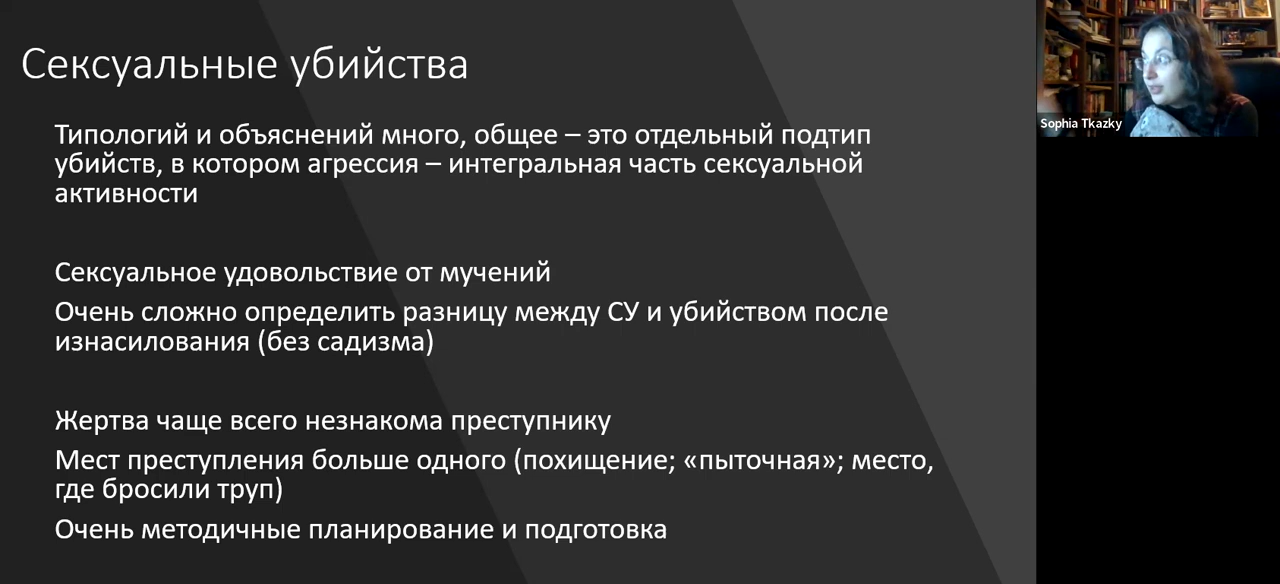 Сексуальные убийства
Типологий и объяснений много, общее – это отдельный подтип
убийств, в котором агрессия – интегральная часть сексуальной
активности
Сексуальное удовольствие от мучений
Очень сложно определить разницу между СУ и убийством после
изнасилования (без садизма)
Жертва чаще всего незнакома преступнику
Мест преступления больше одного (похищение; «пыточная»; место,
где бросили труп)
Очень методичные планирование и подготовка
Sophia Tkazky